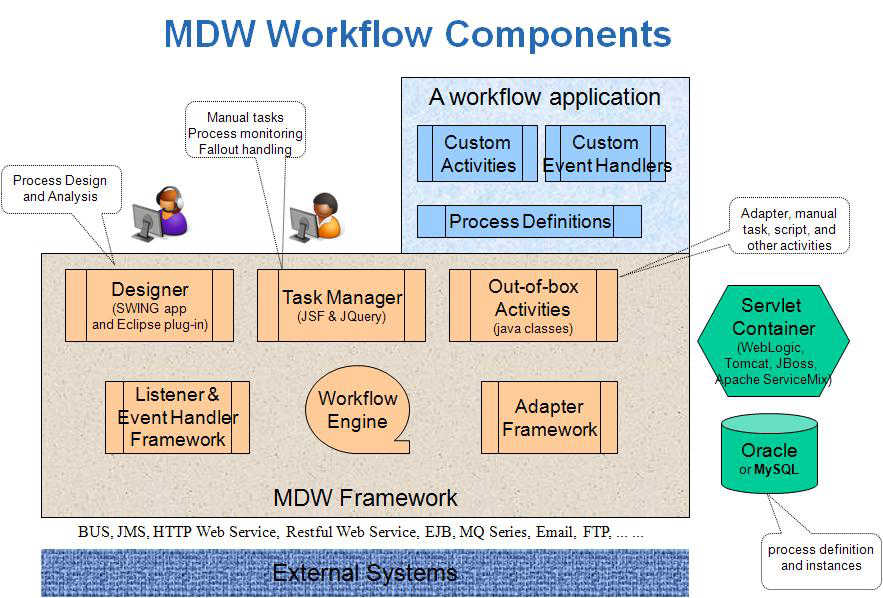 MDW Workflow Components
A workflow application
Custom
Activities
Custom
Event Handlers
Process Definitions
Manual tasks
Process monitoring
Fallout handling
Process Design
and Analysis
Adapter, manual
task, script, and
other activities
Designer
(SWING app
and Eclipse plug-in)
Task Manager
(JSF & JQuery)
Out-of-box
Activities
(java classes)
Servlet
Container
(WebLogic,
Tomcat, JBoss,
Apache ServiceMix)
Listener &
Event Handler
Framework
Workflow
Engine
Adapter
Framework
Oracle
or MySQL
MDW Framework
BUS, JMS, HTTP Web Service, Restful Web Service, EJB, MQ Series, Email, FTP, ... ...
process definition
and instances
External Systems